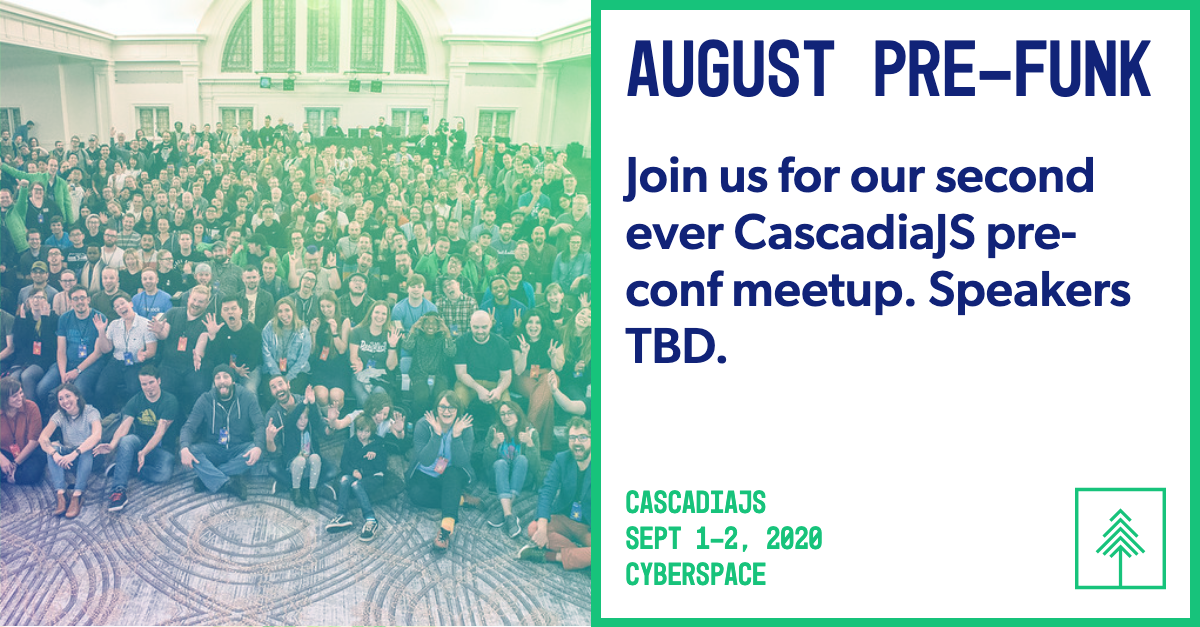 AUGUST PRE-FUNK
Join us for our second
ever CascadiaJS pre-
conf meetup. Speakers
TBD.
CASCADIAJS
SEPT 1-2, 2020
CYBERSPACE